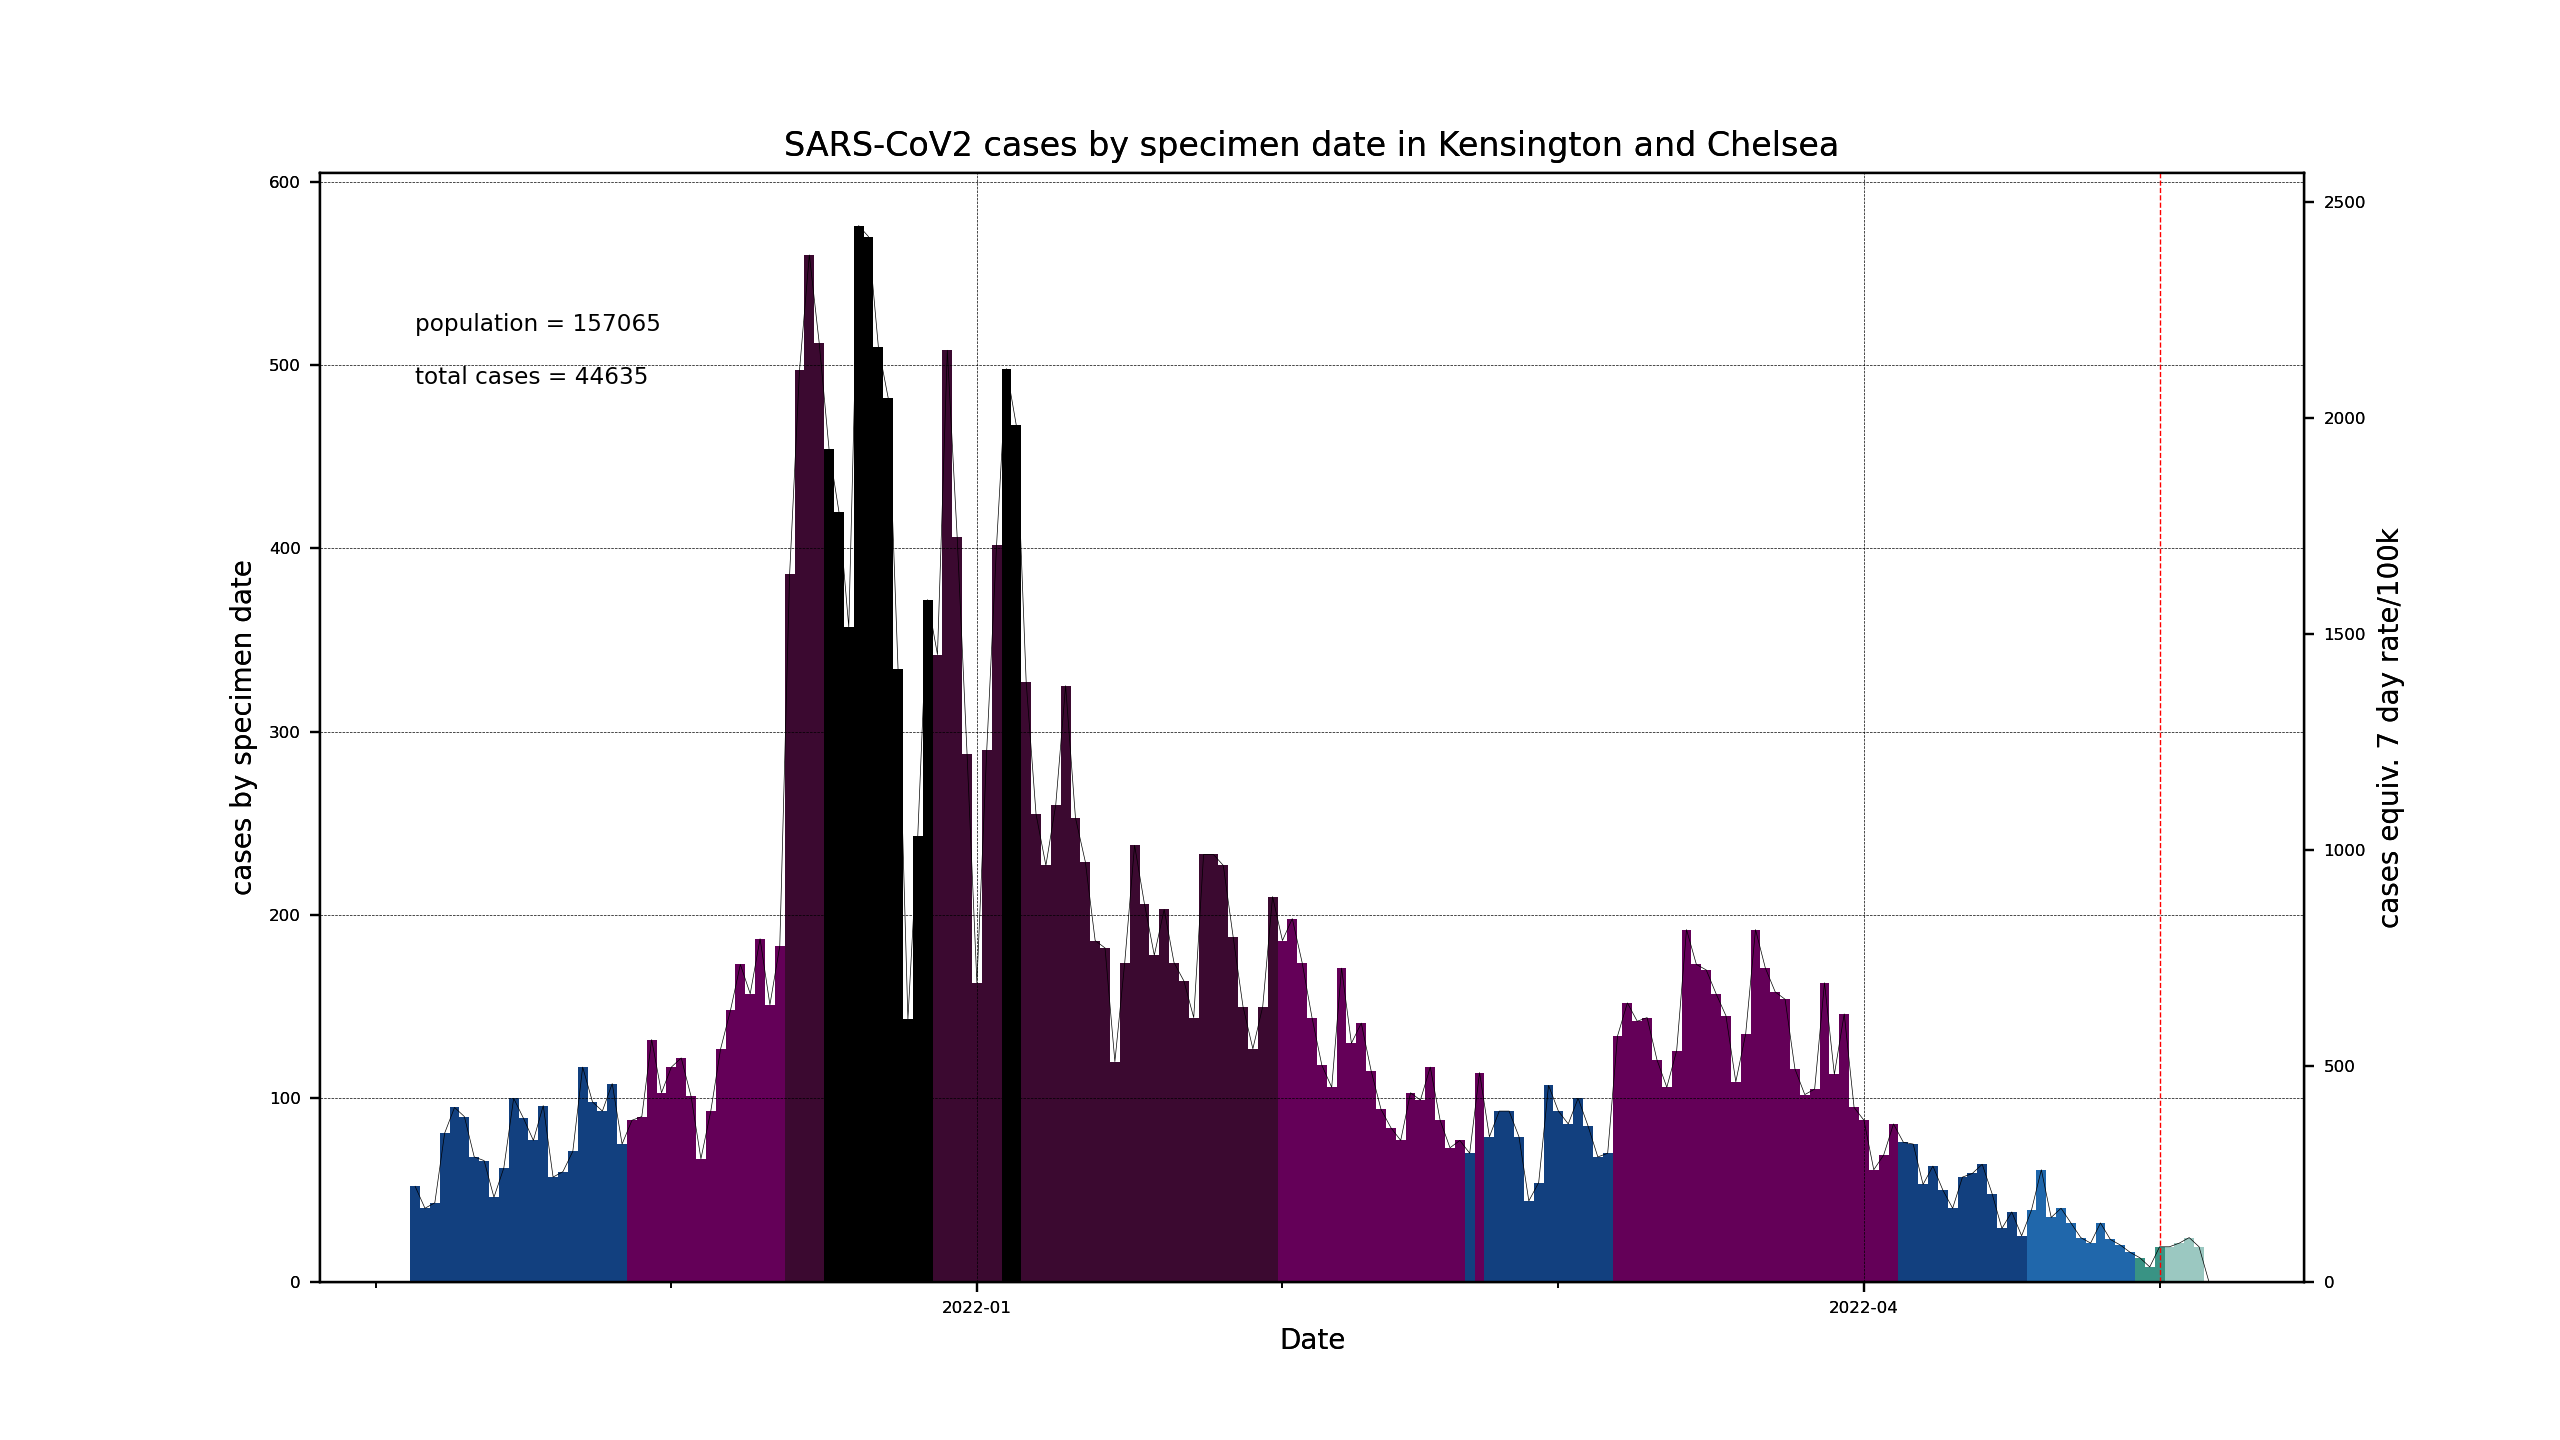 SARS-CoV2 cases by specimen date in Kensington and Chelsea
600
500
400
300
200
100
0
cases by specimen date
population = 157065
total cases = 44635
2500
2000
1500
1000
500
0
cases equiv. 7 day rate/100k
2022-01
2022-04
Date